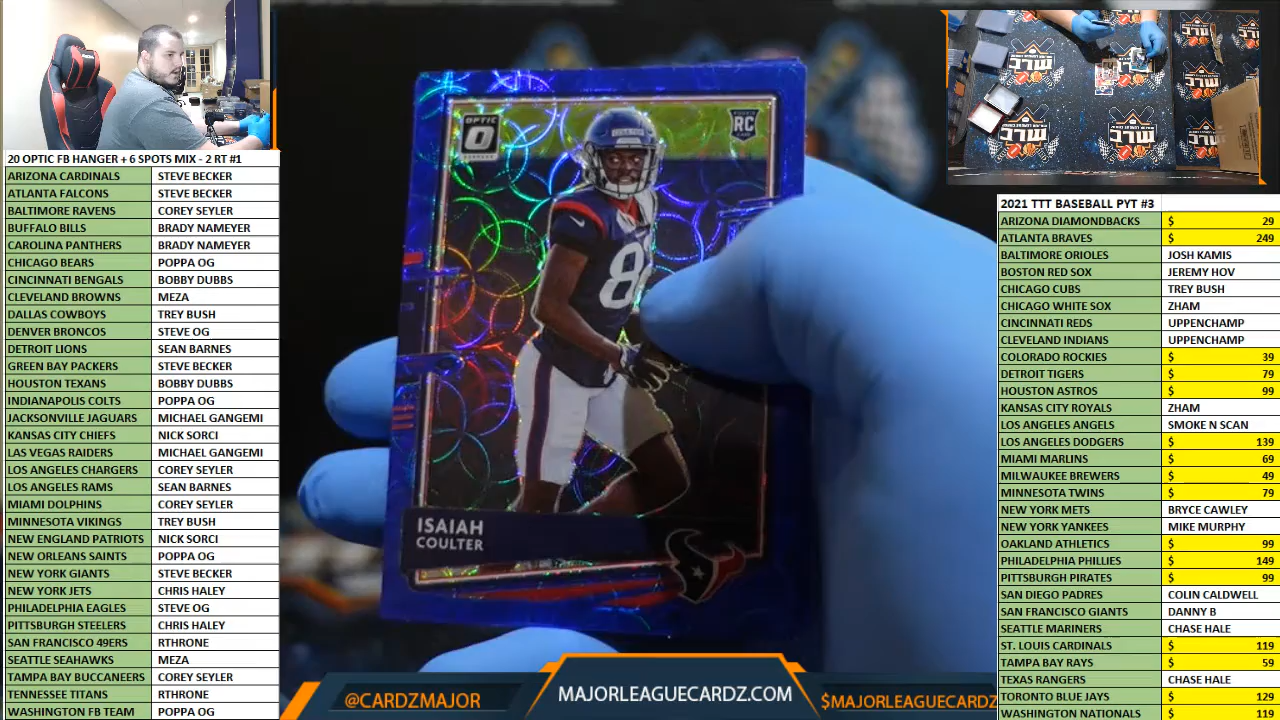 20 OPTIC FB HANGER + 6 SPOTS MIX - 2 RT #1
ARIZONA CARDINALS STEVE BECKER
ATLANTA FALCONS STEVE BECKER
BALTIMORE RAVENS COREY SEYLER
BUFFALO BILLS BRADY NAMEYER
CAROLINA PANTHERS BRADY NAMEYER
CHICAGO BEARS POPPA OG
CINCINNATI BENGALS BOBBY DUBBS
CLEVELAND BROWNS MEZA
DALLAS COWBOYS TREY BUSH
DENVER BRONCOS STEVE OG
DETROIT LIONS SEAN BARNES
GREEN BAY PACKERS STEVE BECKER
HOUSTON TEXANS BOBBY DUBBS
INDIANAPOLIS COLTS POPPA OG
JACKSONVILLE JAGUARS MICHAEL GANGEMI
KANSAS CITY CHIEFS NICK SORCI
LAS VEGAS RAIDERS MICHAEL GANGEMI
LOS ANGELES CHARGERS COREY SEYLER
LOS ANGELES RAMS SEAN BARNES
MIAMI DOLPHINS COREY SEYLER
MINNESOTA VIKINGS TREY BUSH
NEW ENGLAND PATRIOTS NICK SORCI
NEW ORLEANS SAINTS POPPA OG
NEW YORK GIANTS STEVE BECKER
NEW YORK JETS CHRIS HALEY
PHILADELPHIA EAGLES STEVE OG
PITTSBURGH STEELERS CHRIS HALEY
SAN FRANCISCO 49ERS RTHRONE
SEATTLE SEAHAWKS MEZA
TAMPA BAY BUCCANEERS COREY SEYLER
TENNESSEE TITANS RTHRONE
WASHINGTON FB TEAM POPPA OG
OPTIC
RC
8
ISAIAH
COULTER
@CARDZMAJOR
MAJORLEAGUECARDZ.COM
$MAJORLEAGUECARDZ
MLC
MLC
MLC
MLC
2021 TTT BASEBALL PYT #3
ARIZONA DIAMONDBACKS $ 29
ATLANTA BRAVES $ 249
BALTIMORE ORIOLES JOSH KAMIS
BOSTON RED SOX JEREMY HOV
CHICAGO CUBS TREY BUSH
CHICAGO WHITE SOX ZHAM
CINCINNATI REDS UPPENCHAMP
CLEVELAND INDIANS UPPENCHAMP
COLORADO ROCKIES $ 39
DETROIT TIGERS $ 79
HOUSTON ASTROS $ 99
KANSAS CITY ROYALS ZHAM
LOS ANGELES ANGELS SMOKE N SCAN
LOS ANGELES DODGERS $ 139
MIAMI MARLINS $ 69
MILWAUKEE BREWERS $ 49
MINNESOTA TWINS $ 79
NEW YORK METS BRYCE CAWLEY
NEW YORK YANKEES MIKE MURPHY
OAKLAND ATHLETICS $ 99
PHILADELPHIA PHILLIES $ 149
PITTSBURGH PIRATES $ 99
SAN DIEGO PADRES COLIN CALDWELL
SAN FRANCISCO GIANTS DANNY B
SEATTLE MARINERS CHASE HALE
ST. LOUIS CARDINALS $ 119
TAMPA BAY RAYS $ 59
TEXAS RANGERS CHASE HALE
TORONTO BLUE JAYS $ 129
WASHINGTON NATIONALS $ 119